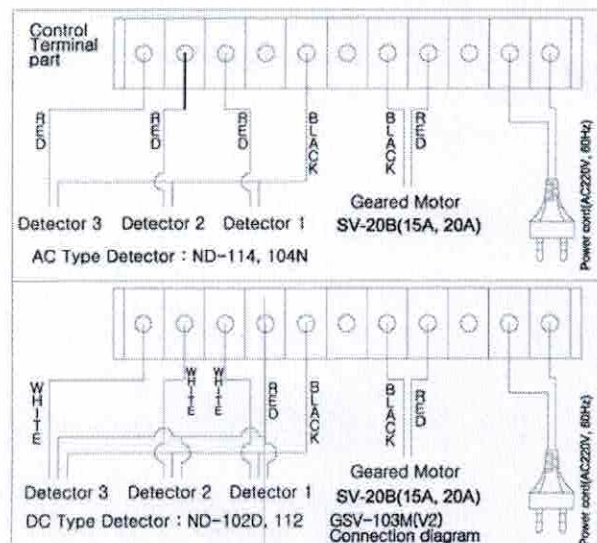 Control
Terminal
part
RED
RED
RED
BLACK
BLACK
RED
Power cord(AC220V, 60Hz)
Detector 3
Detector 2
Detector 1
Geared Motor
SV-20B(15A, 20A)
AC Type Detector : ND-114, 104N
WHITE
WHITE
WHITE
RED
BLACK
BLACK
RED
Power cord(AC220V, 60Hz)
Detector 3
Detector 2
Detector 1
Geared Motor
SV-20B(15A, 20A)
DC Type Detector : ND-102D, 112
GSV-103M(V2)
Connection diagram